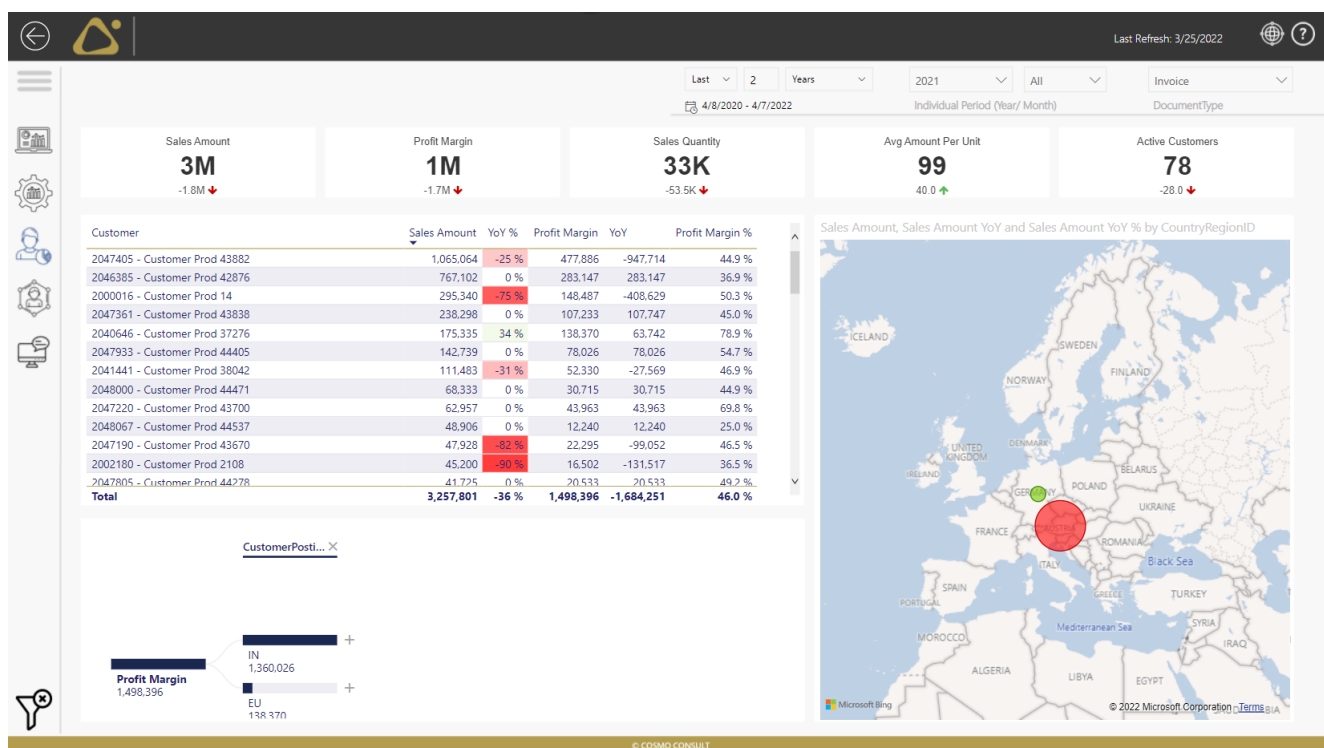 Last Refresh: 3/25/2022
?
Last 2 Years 2021 All Invoice
4/8/2020 - 4/7/2022 Individual Period (Year/ Month) DocumentType
Sales Amount Profit Margin Sales Quantity Avg Amount Per Unit Active Customers
3M 1M 33K 99 78
-1.8M -1.7M -53.5K 40.0 -28.0
Customer Sales Amount YoY % Profit Margin YoY Profit Margin %
2047405 - Customer Prod 43882 1,065,064 -25 % 477,886 -947,714 44.9 %
2046385 - Customer Prod 42876 767,102 0 % 283,147 283,147 36.9 %
2000016 - Customer Prod 14 295,340 -75 % 148,487 -408,629 50.3 %
2047361 - Customer Prod 43838 238,298 0 % 107,233 107,747 45.0 %
2040646 - Customer Prod 37276 175,335 34 % 138,370 63,742 78.9 %
2047933 - Customer Prod 44405 142,739 0 % 78,026 78,026 54.7 %
2041441 - Customer Prod 38042 111,483 -31 % 52,330 -27,569 46.9 %
2048000 - Customer Prod 44471 68,333 0 % 30,715 30,715 44.9 %
2047220 - Customer Prod 43700 62,957 0 % 43,963 43,963 69.8 %
2048067 - Customer Prod 44537 48,906 0 % 12,240 12,240 25.0 %
2047190 - Customer Prod 43670 47,928 -82 % 22,295 -99,052 46.5 %
2002180 - Customer Prod 2108 45,200 -90 % 16,502 -131,517 36.5 %
2047805 - Customer Prod 44278 41,725 0 % 20,533 20,533 49.2 %
Total 3,257,801 -36 % 1,498,396 -1,684,251 46.0 %
Sales Amount, Sales Amount YoY and Sales Amount YoY % by CountryRegionID
ICELAND
SWEDEN
NORWAY
FINLAND
UNITED
KINGDOM
DENMARK
IRELAND
BELARUS
GERMANY
POLAND
UKRAINE
FRANCE
AUSTRIA
ROMANIA
ITALY
Black Sea
SPAIN
PORTUGAL
GREECE
TURKEY
Mediterranean Sea
SYRIA
IRAQ
MOROCCO
ALGERIA
LIBYA
EGYPT
Microsoft Bing
© 2022 Microsoft Corporation Terms
CustomerPosti...
IN
1,360,026
Profit Margin
1,498,396
EU
138,370
© COSMO CONSULT